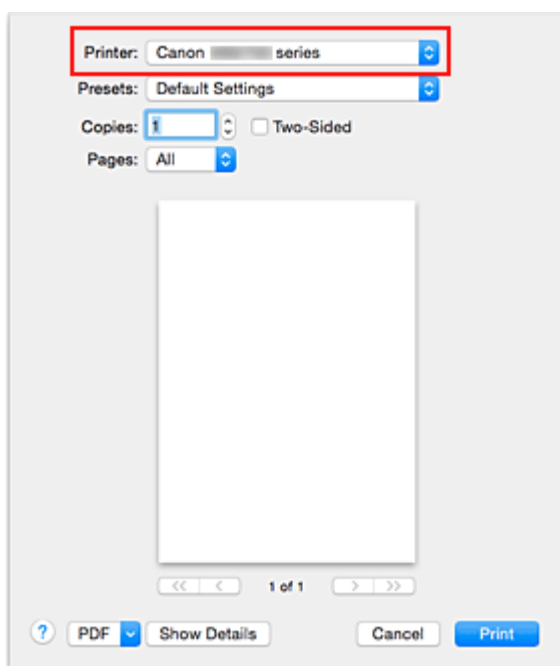 Printer: Canon series
Presets: Default Settings
Copies: 1 Two-Sided
Pages: All
<< < 1 of 1 > >>
? PDF Show Details Cancel Print